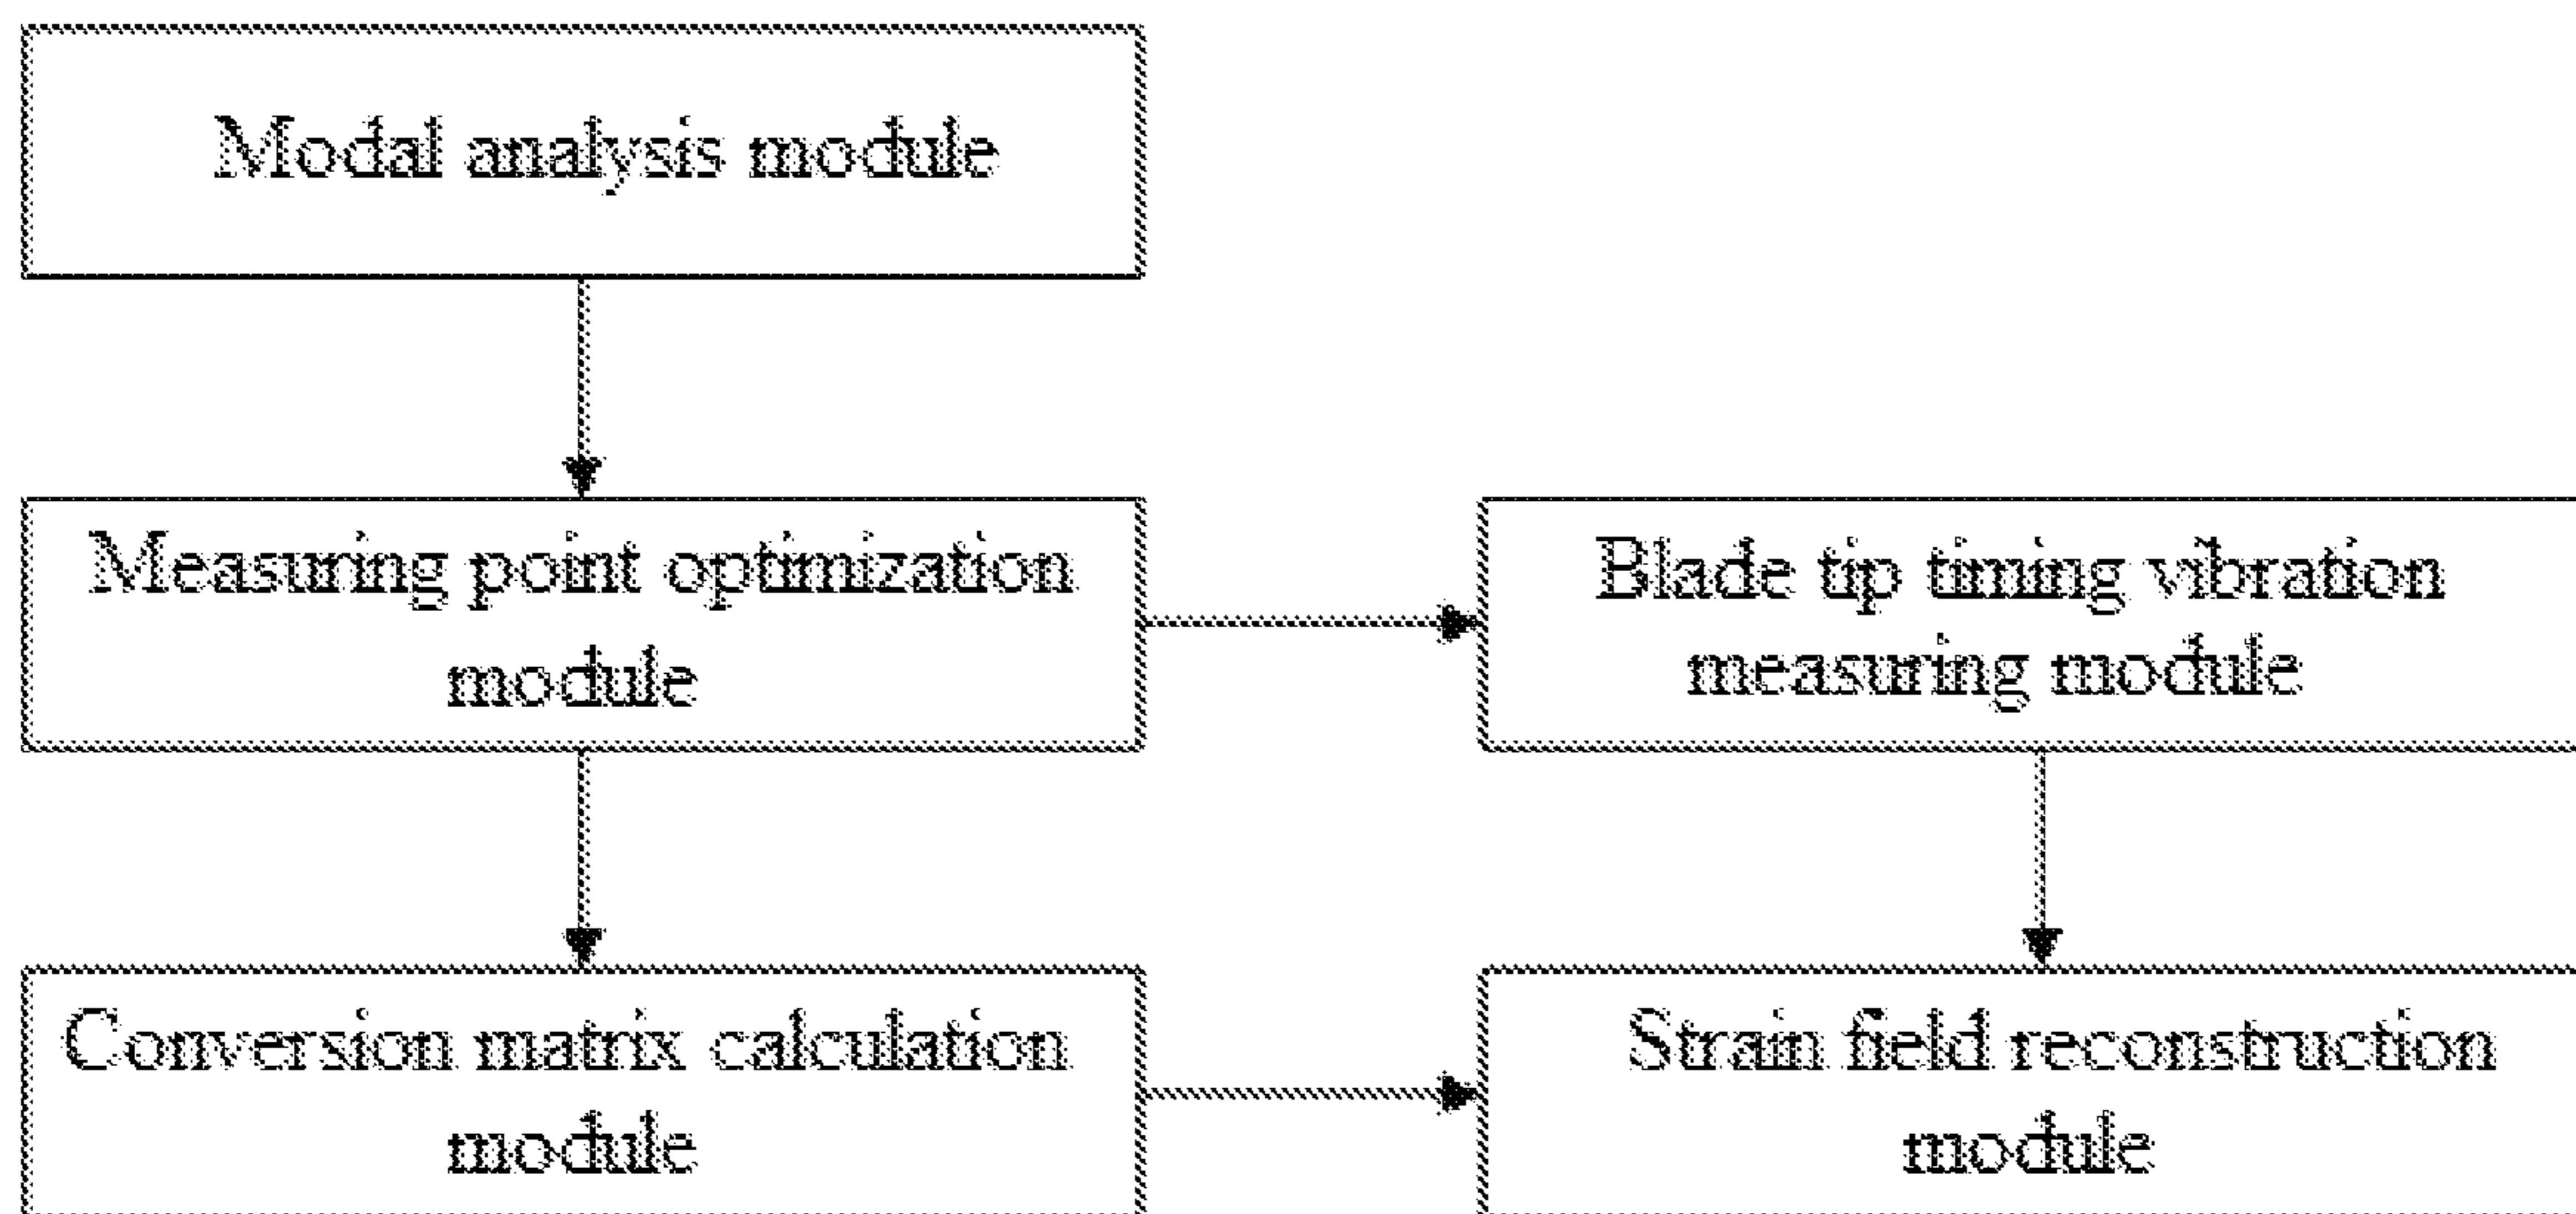 Modal analysis module
Measuring point optimization
module
Blade tip timing vibration
measuring module
Conversion matrix calculation
module
Strain field reconstruction
module